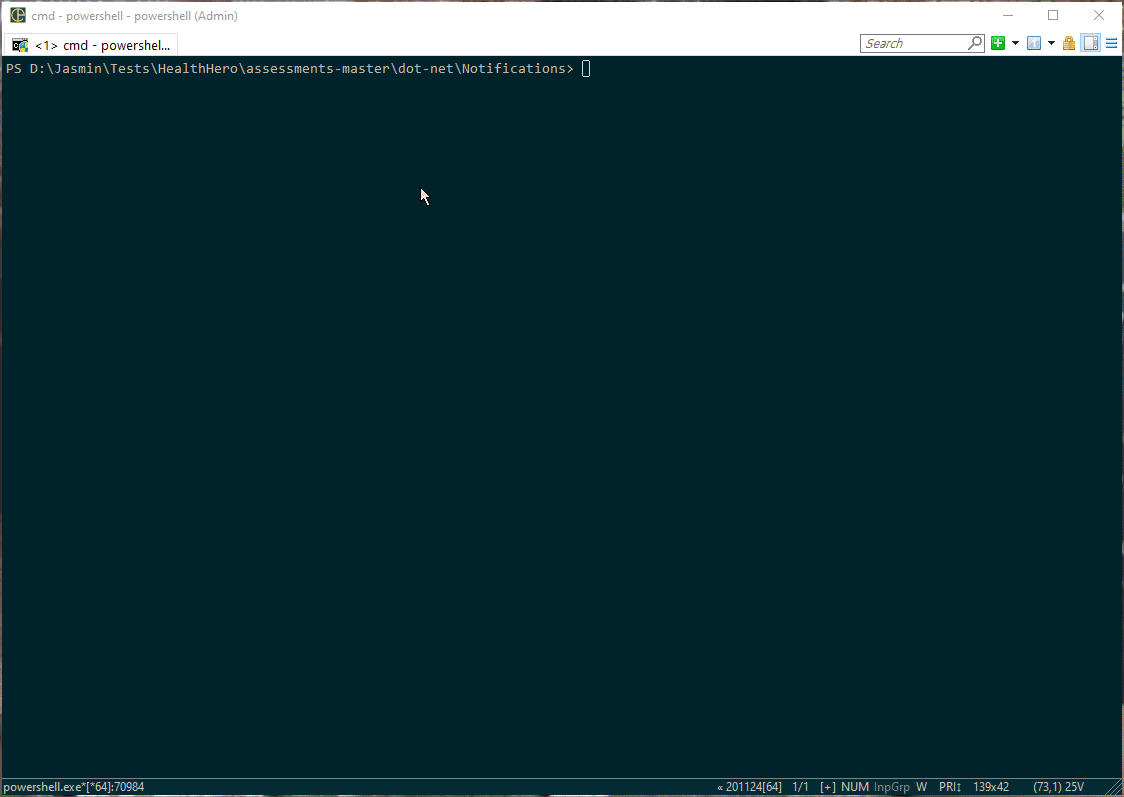 cmd - powershell - powershell (Admin)
<1> cmd - powershel...
Search
PS D:\Jasmin\Tests\HealthHero\assessments-master\dot-net\Notifications>
powershell.exe*[*64]:70984
« 201124[64] 1/1 [+] NUM InpGrp W PRI↕ 139x42 (73,1) 25V